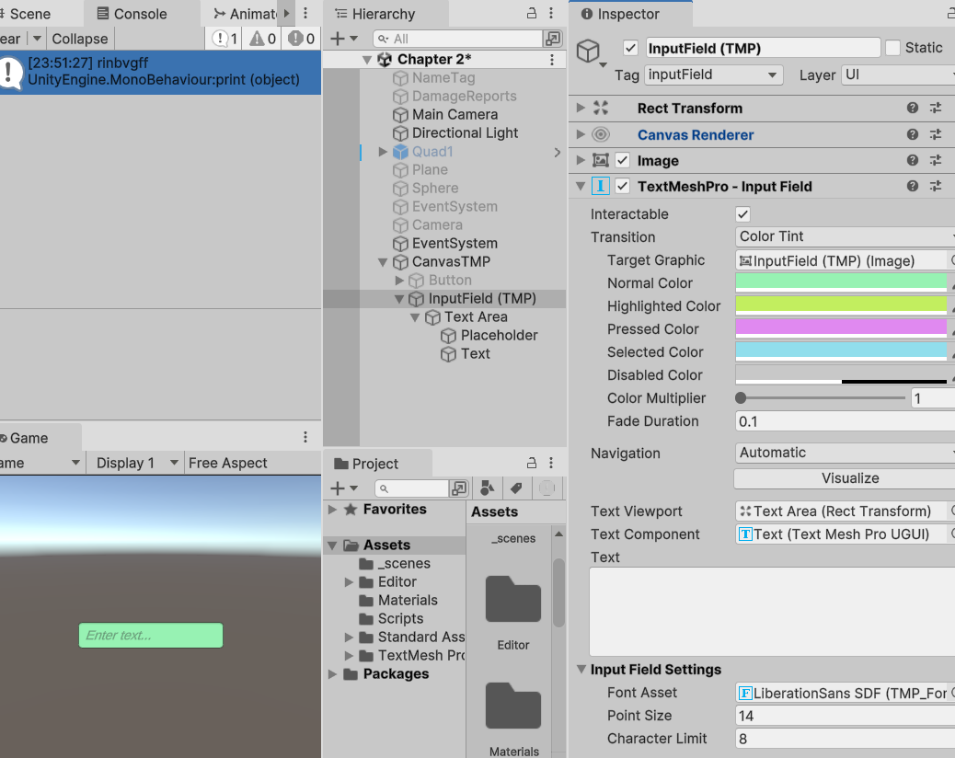 Scene
Console
Animat
ear
Collapse
1
0
0
[23:51:27] rinbvgff
UnityEngine.MonoBehaviour:print (object)
Game
ame
Display 1
Free Aspect
Enter text...
Hierarchy
All
Chapter 2*
NameTag
DamageReports
Main Camera
Directional Light
Quad1
Plane
Sphere
EventSystem
Camera
EventSystem
CanvasTMP
Button
InputField (TMP)
Text Area
Placeholder
Text
Project
Favorites
Assets
_scenes
Editor
Materials
Scripts
Standard Ass
TextMesh Pro
Packages
Assets
_scenes
Editor
Materials
Inspector
InputField (TMP)
Static
Tag inputField
Layer UI
Rect Transform
Canvas Renderer
Image
TextMeshPro - Input Field
Interactable
Transition Color Tint
Target Graphic InputField (TMP) (Image)
Normal Color
Highlighted Color
Pressed Color
Selected Color
Disabled Color
Color Multiplier 1
Fade Duration 0.1
Navigation Automatic
Visualize
Text Viewport Text Area (Rect Transform)
Text Component Text (Text Mesh Pro UGUI)
Text
Input Field Settings
Font Asset LiberationSans SDF (TMP_For
Point Size 14
Character Limit 8